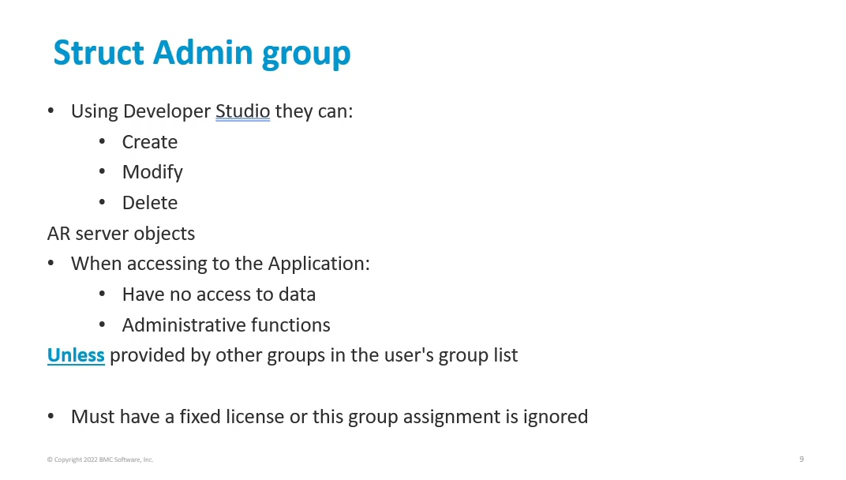 Struct Admin group
• Using Developer Studio they can:
• Create
• Modify
• Delete
AR server objects
• When accessing to the Application:
• Have no access to data
• Administrative functions
Unless provided by other groups in the user's group list
• Must have a fixed license or this group assignment is ignored
© Copyright 2022 BMC Software, Inc.
9